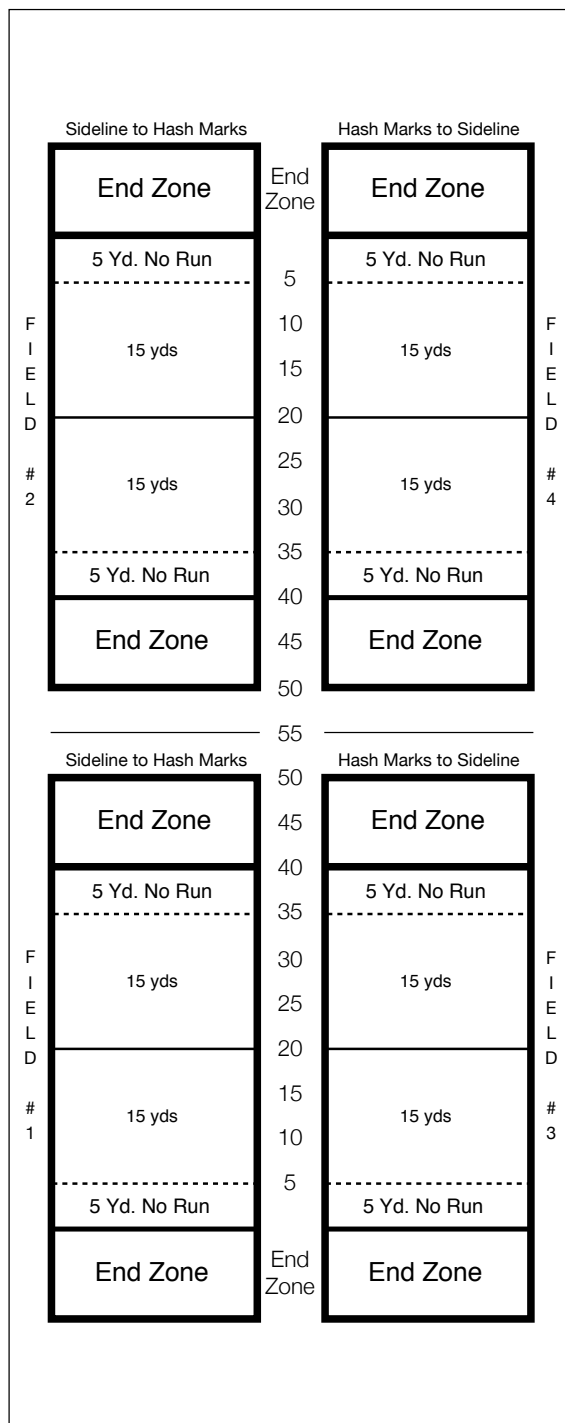 Sideline to Hash Marks Hash Marks to Sideline
End Zone End Zone End Zone
5 Yd. No Run 5 Yd. No Run
5
10
15 yds 15 yds
15
20
25
15 yds 15 yds
30
35
5 Yd. No Run 5 Yd. No Run
40
End Zone 45 End Zone
50
FIELD #2
FIELD #4
55
Sideline to Hash Marks 50 Hash Marks to Sideline
End Zone 45 End Zone
40
5 Yd. No Run 5 Yd. No Run
35
30
15 yds 15 yds
25
20
15
15 yds 15 yds
10
5
5 Yd. No Run 5 Yd. No Run
End Zone End Zone End Zone
FIELD #1
FIELD #3